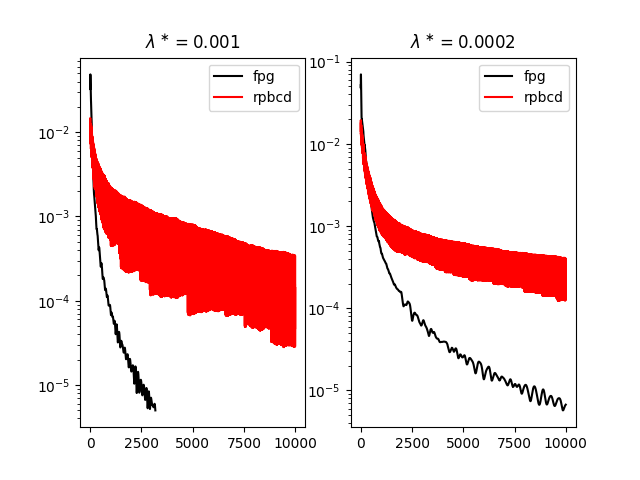 λ * = 0.001
fpg
rpbcd
10⁻²
10⁻³
10⁻⁴
10⁻⁵
0 2500 5000 7500 10000
λ * = 0.0002
fpg
rpbcd
10⁻¹
10⁻²
10⁻³
10⁻⁴
10⁻⁵
0 2500 5000 7500 10000